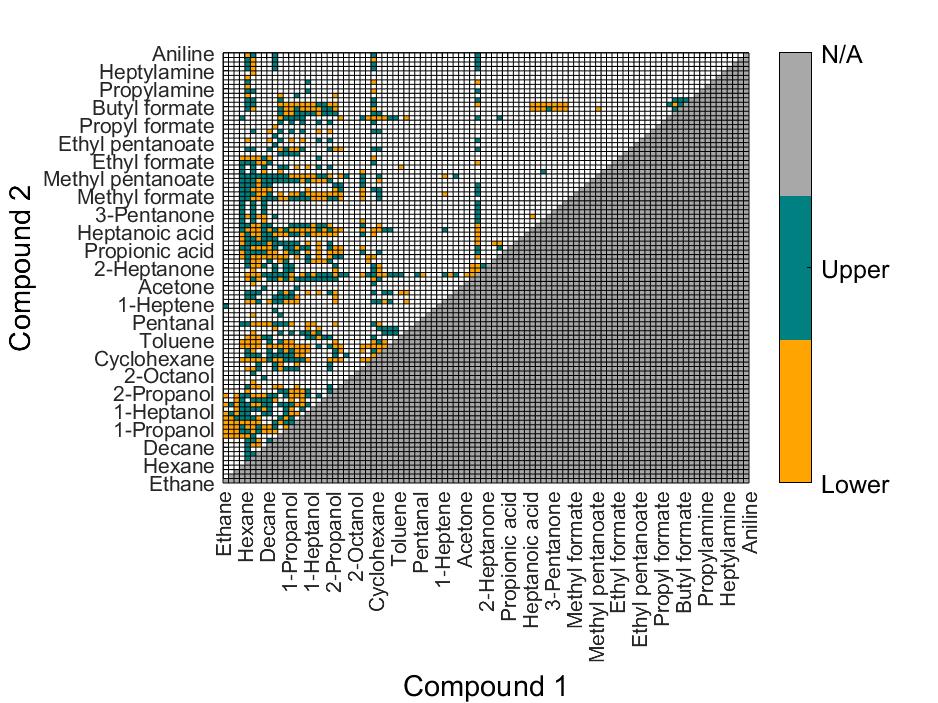 Aniline
Heptylamine
Propylamine
Butyl formate
Propyl formate
Ethyl pentanoate
Ethyl formate
Methyl pentanoate
Methyl formate
3-Pentanone
Heptanoic acid
Propionic acid
2-Heptanone
Acetone
1-Heptene
Pentanal
Toluene
Cyclohexane
2-Octanol
2-Propanol
1-Heptanol
1-Propanol
Decane
Hexane
Ethane
Compound 2
Ethane
Hexane
Decane
1-Propanol
1-Heptanol
2-Propanol
2-Octanol
Cyclohexane
Toluene
Pentanal
1-Heptene
Acetone
2-Heptanone
Propionic acid
Heptanoic acid
3-Pentanone
Methyl formate
Methyl pentanoate
Ethyl formate
Ethyl pentanoate
Propyl formate
Butyl formate
Propylamine
Heptylamine
Aniline
Compound 1
N/A
Upper
Lower